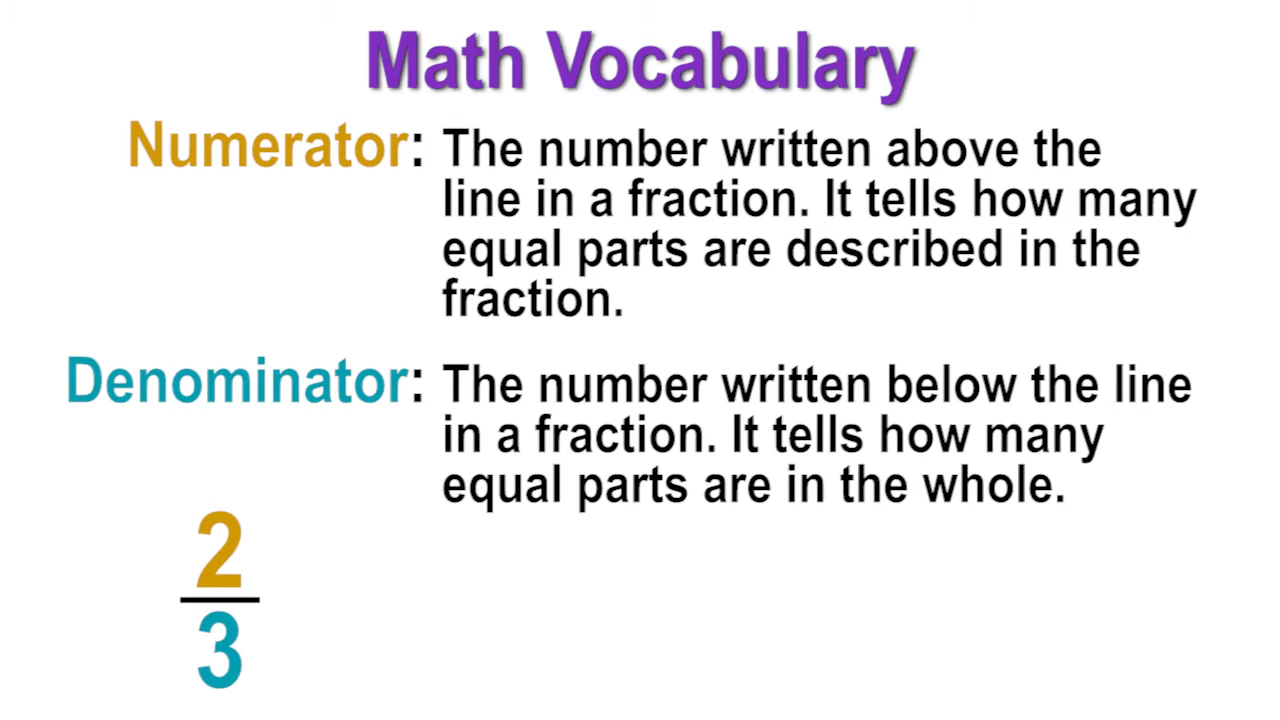 Math Vocabulary
Numerator: The number written above the
line in a fraction. It tells how many
equal parts are described in the
fraction.
Denominator: The number written below the line
in a fraction. It tells how many
equal parts are in the whole.
2
3